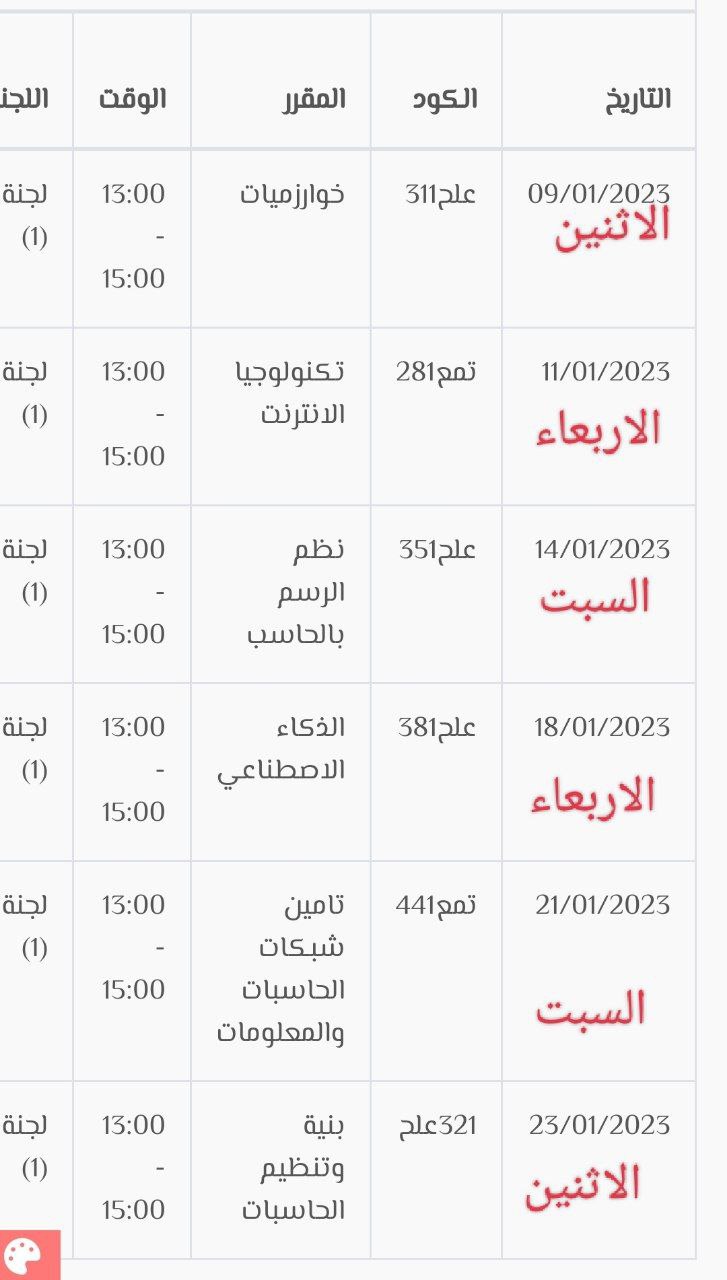 التاريخ الكود المقرر الوقت اللجن
09/01/2023 علح311 خوارزميات 13:00 لجنة
الاثنين - (1)
15:00
11/01/2023 تمع281 تكنولوجيا 13:00 لجنة
الاربعاء الانترنت - (1)
15:00
14/01/2023 علح351 نظم 13:00 لجنة
السبت الرسم - (1)
بالحاسب 15:00
18/01/2023 علح381 الذكاء 13:00 لجنة
الاربعاء الاصطناعي - (1)
15:00
21/01/2023 تمع441 تامين 13:00 لجنة
شبكات - (1)
السبت الحاسبات 15:00
والمعلومات
23/01/2023 321علح بنية 13:00 لجنة
الاثنين وتنظيم - (1)
الحاسبات 15:00